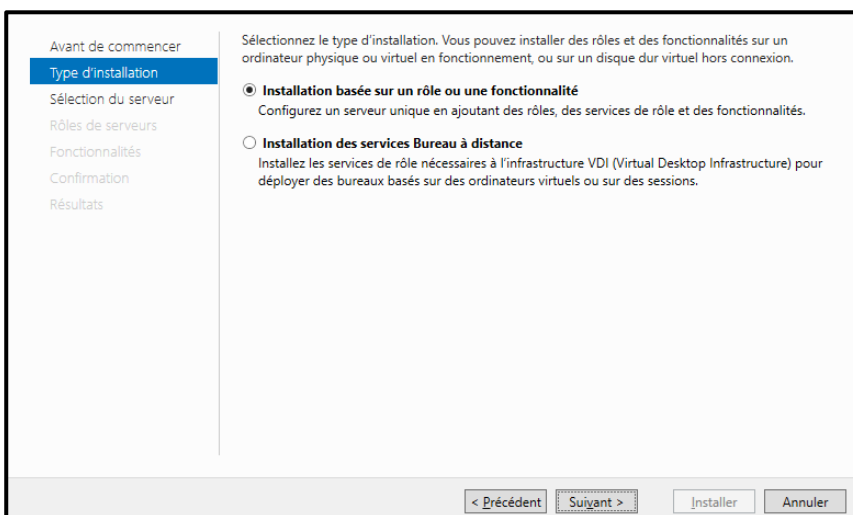 Avant de commencer
Type d'installation
Sélection du serveur
Rôles de serveurs
Fonctionnalités
Confirmation
Résultats
Sélectionnez le type d'installation. Vous pouvez installer des rôles et des fonctionnalités sur un
ordinateur physique ou virtuel en fonctionnement, ou sur un disque dur virtuel hors connexion.
Installation basée sur un rôle ou une fonctionnalité
Configurez un serveur unique en ajoutant des rôles, des services de rôle et des fonctionnalités.
Installation des services Bureau à distance
Installez les services de rôle nécessaires à l'infrastructure VDI (Virtual Desktop Infrastructure) pour
déployer des bureaux basés sur des ordinateurs virtuels ou sur des sessions.
< Précédent Suivant > Installer Annuler